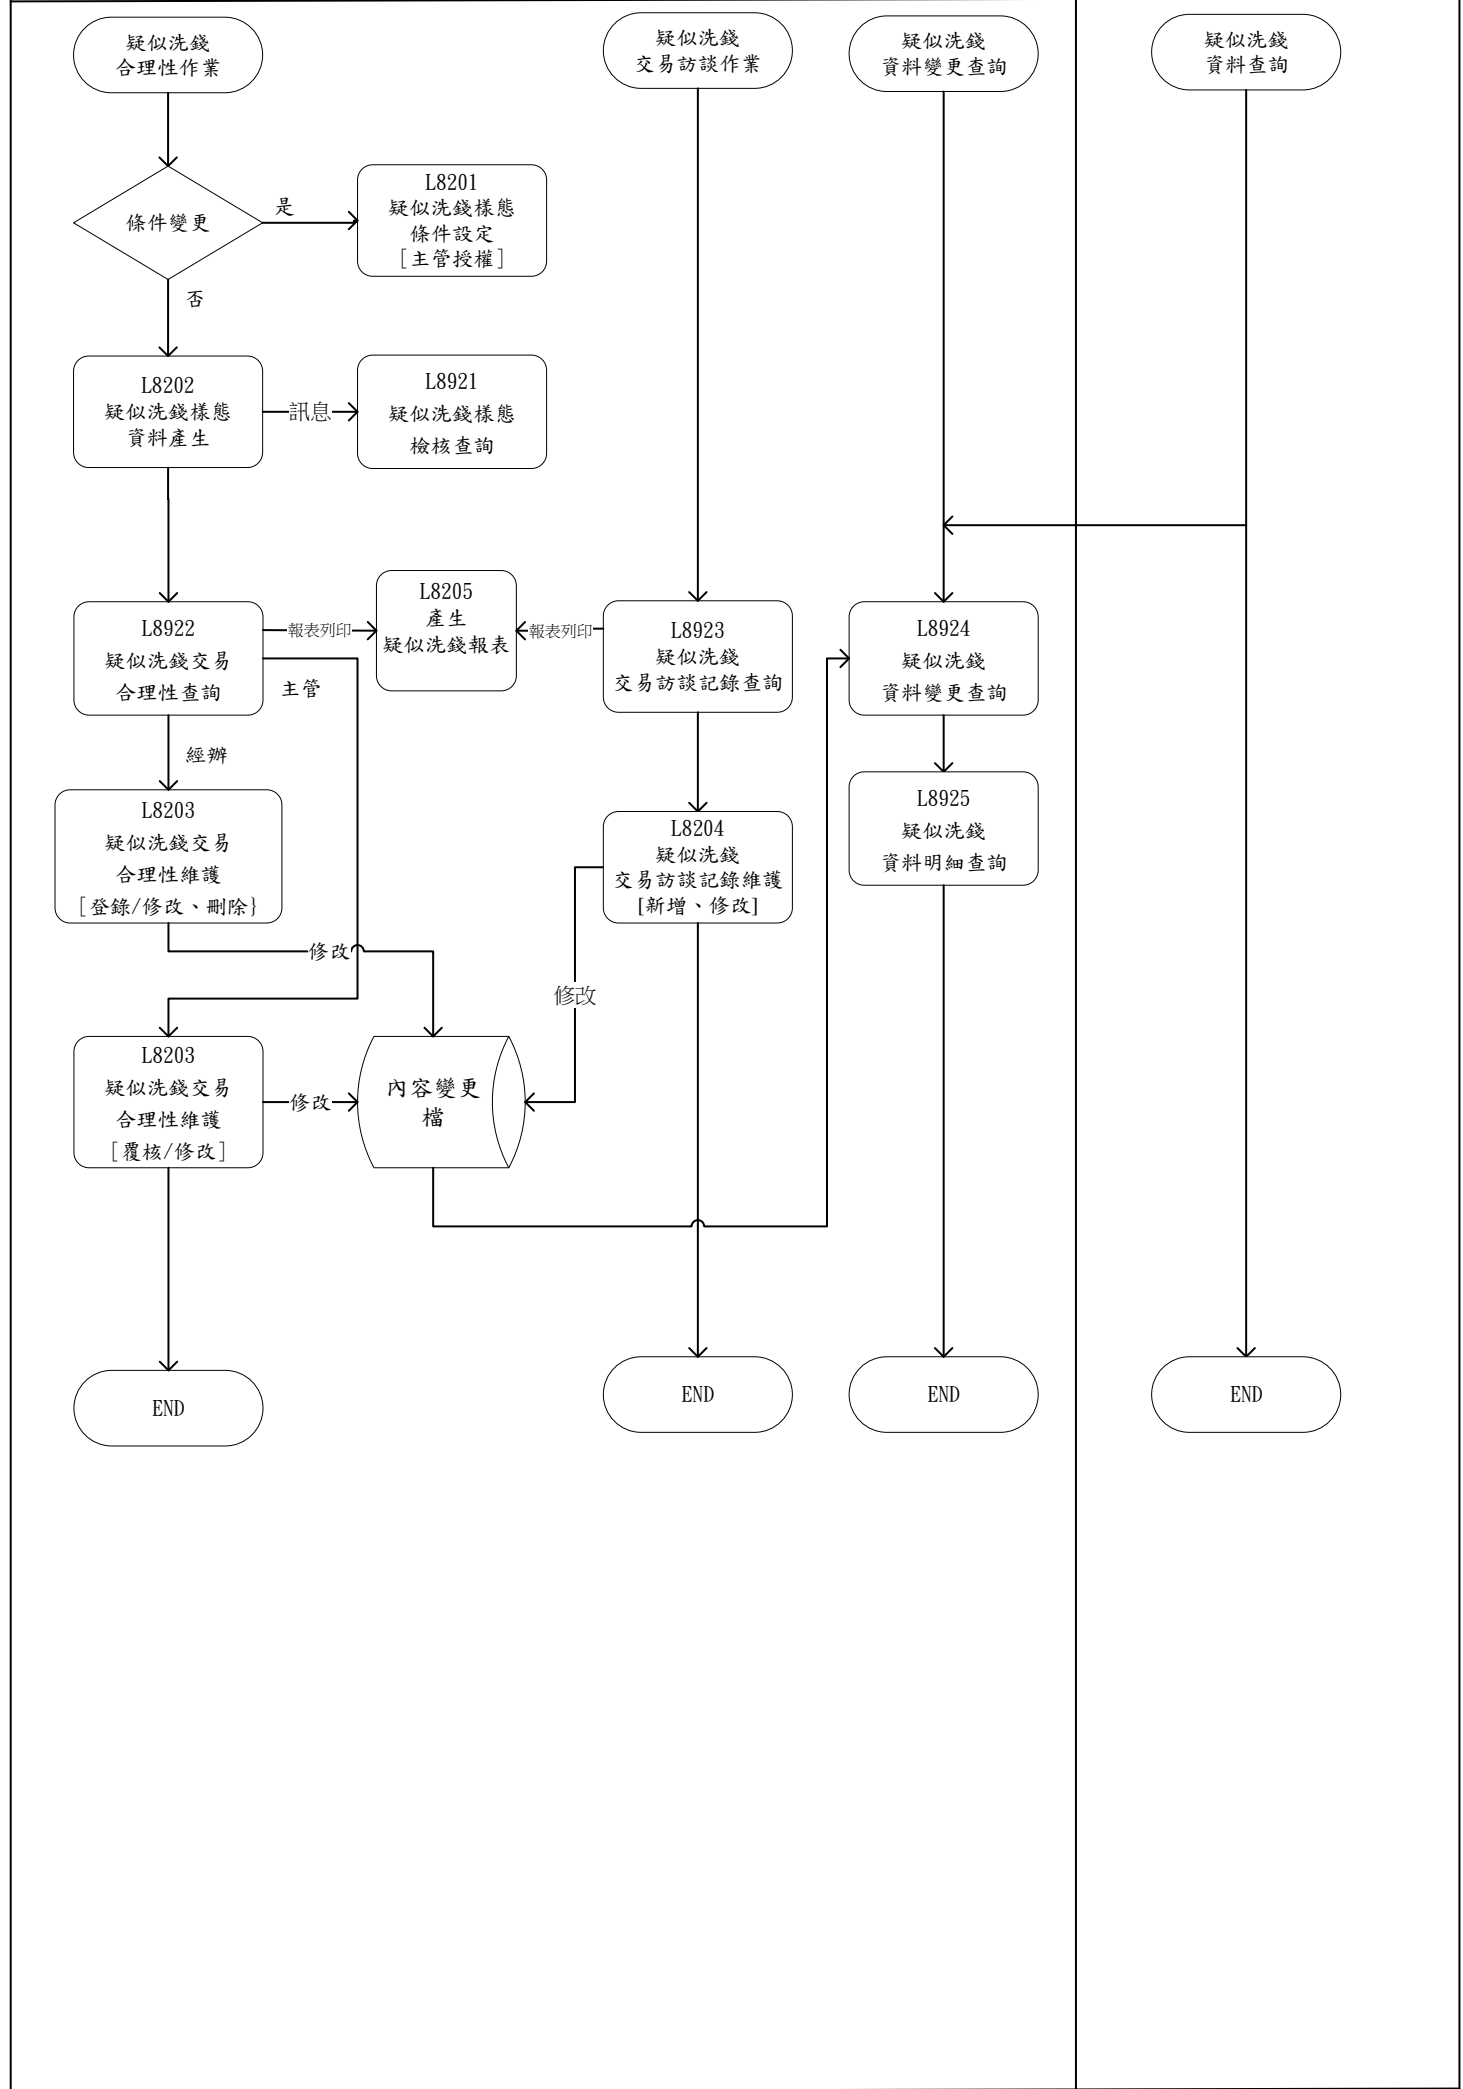 疑似洗錢
合理性作業
疑似洗錢
交易訪談作業
疑似洗錢
資料變更查詢
疑似洗錢
資料查詢
條件變更
是
L8201
疑似洗錢樣態
條件設定
[主管授權]
否
L8202
疑似洗錢樣態
資料產生
訊息
L8921
疑似洗錢樣態
檢核查詢
L8922
疑似洗錢交易
合理性查詢
報表列印
L8205
產生
疑似洗錢報表
報表列印
L8923
疑似洗錢
交易訪談記錄查詢
L8924
疑似洗錢
資料變更查詢
主管
經辦
L8203
疑似洗錢交易
合理性維護
[登錄/修改、刪除}
L8204
疑似洗錢
交易訪談記錄維護
[新增、修改]
L8925
疑似洗錢
資料明細查詢
修改
修改
L8203
疑似洗錢交易
合理性維護
[覆核/修改]
修改
內容變更
檔
END
END
END
END